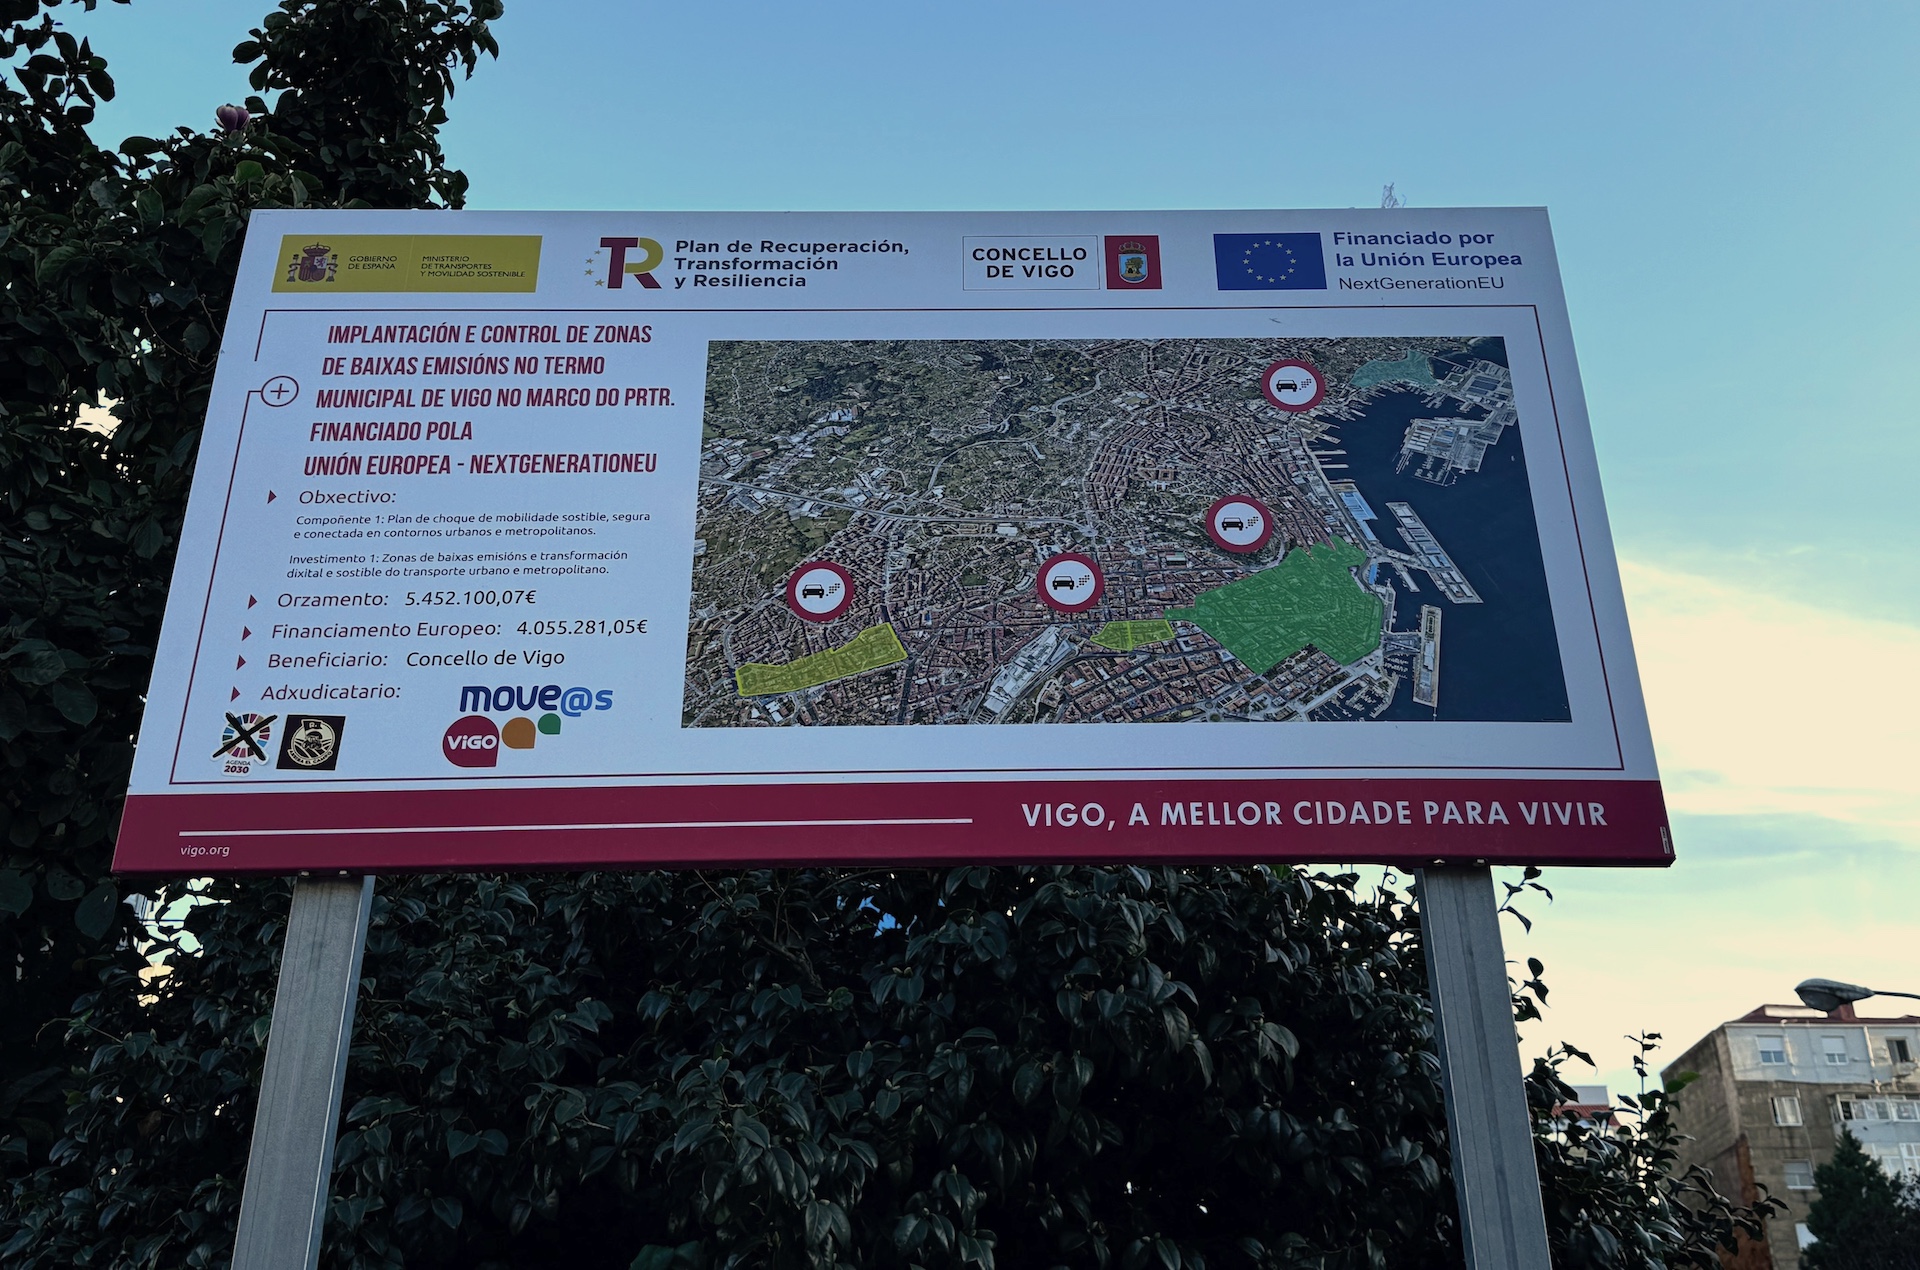 GOBIERNO
DE ESPAÑA
MINISTERIO
DE TRANSPORTES
Y MOVILIDAD SOSTENIBLE
TR
Plan de Recuperación,
Transformación
y Resiliencia
CONCELLO
DE VIGO
Financiado por
la Unión Europea
NextGenerationEU
IMPLANTACIÓN E CONTROL DE ZONAS
DE BAIXAS EMISIÓNS NO TERMO
MUNICIPAL DE VIGO NO MARCO DO PRTR.
FINANCIADO POLA
UNIÓN EUROPEA - NEXTGENERATIONEU
Obxectivo:
Compoñente 1: Plan de choque de mobilidade sostible, segura
e conectada en contornos urbanos e metropolitanos.
Investimento 1: Zonas de baixas emisións e transformación
dixital e sostible do transporte urbano e metropolitano.
Orzamento: 5.452.100,07€
Financiamento Europeo: 4.055.281,05€
Beneficiario: Concello de Vigo
Adxudicatario:
move@s
ViGO
AGENDA
2030
VIGO, A MELLOR CIDADE PARA VIVIR
vigo.org